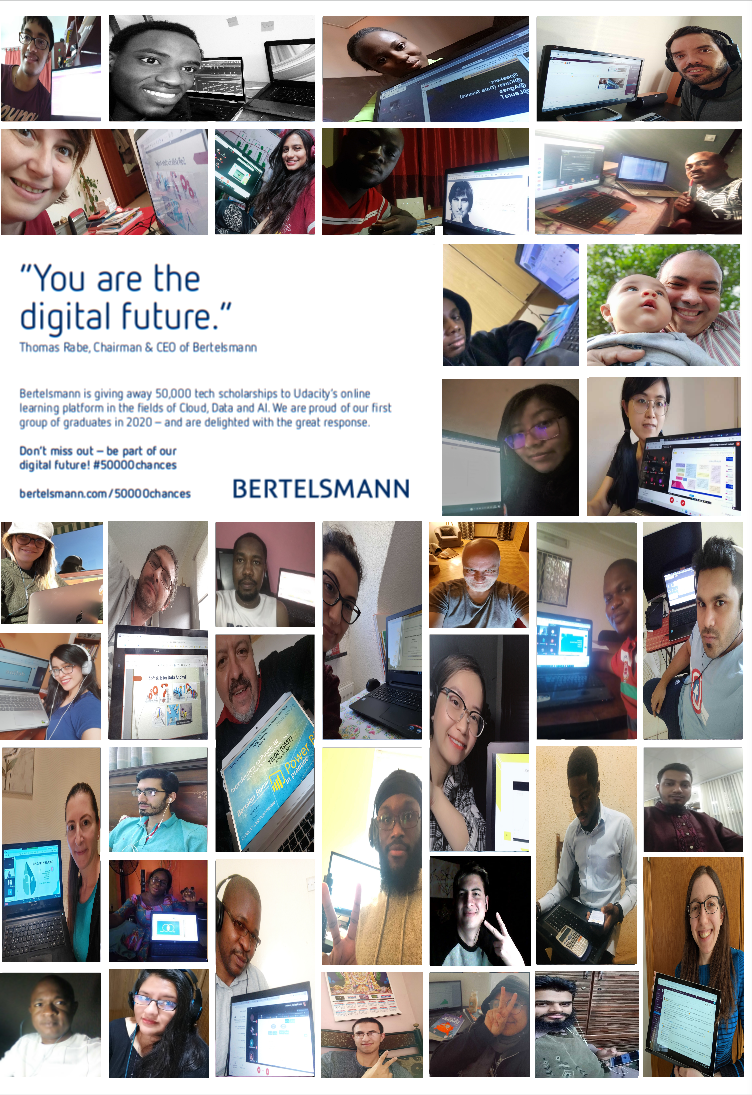 "You are the
digital future."
Thomas Rabe, Chairman & CEO of Bertelsmann
Bertelsmann is giving away 50,000 tech scholarships to Udacity's online
learning platform in the fields of Cloud, Data and AI. We are proud of our first
group of graduates in 2020 – and are delighted with the great response.
Don't miss out – be part of our
digital future! #50000chances
bertelsmann.com/50000chances
BERTELSMANN
Power B